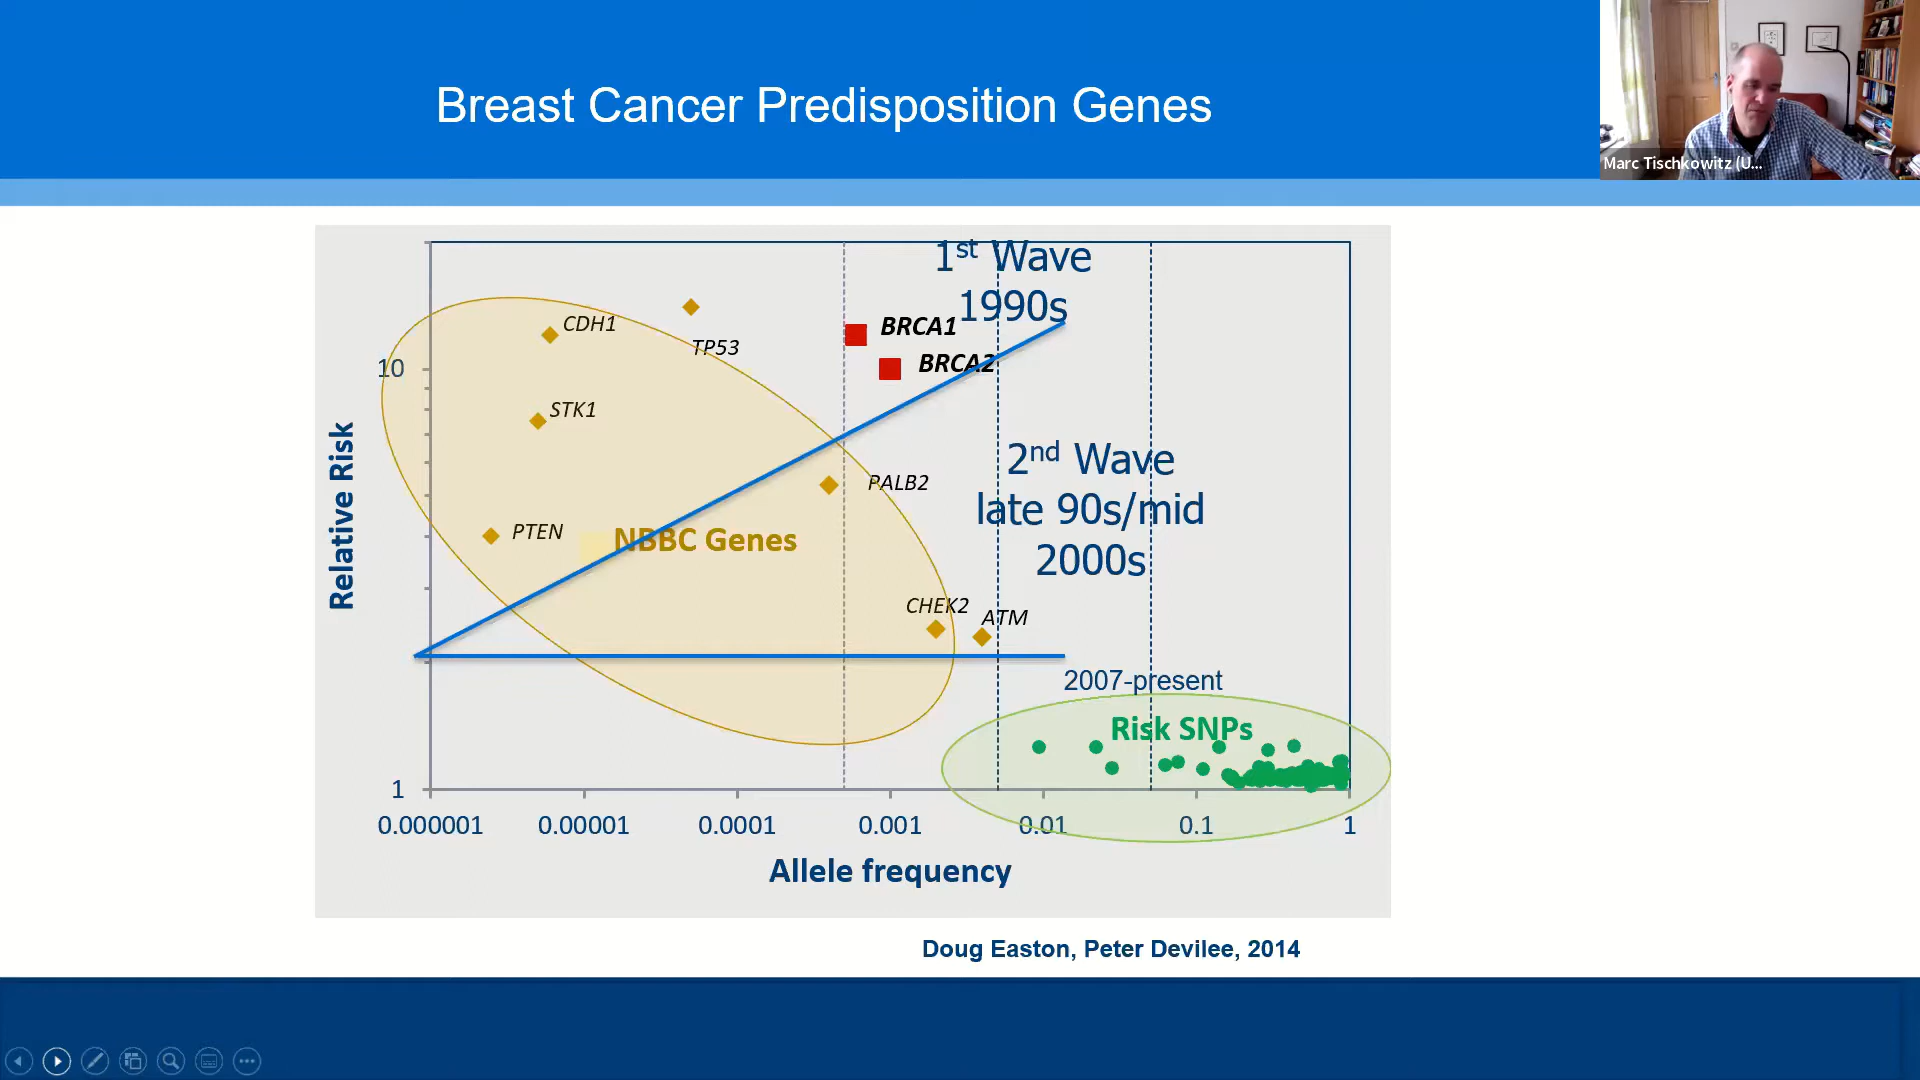 Breast Cancer Predisposition Genes
Marc Tischkowitz (U...
1st Wave
1990s
CDH1
TP53
BRCA1
BRCA2
10
STK1
2nd Wave
late 90s/mid
2000s
PALB2
PTEN
NBBC Genes
Relative Risk
CHEK2
ATM
2007-present
Risk SNPs
1
0.000001
0.00001
0.0001
0.001
0.01
0.1
1
Allele frequency
Doug Easton, Peter Devilee, 2014